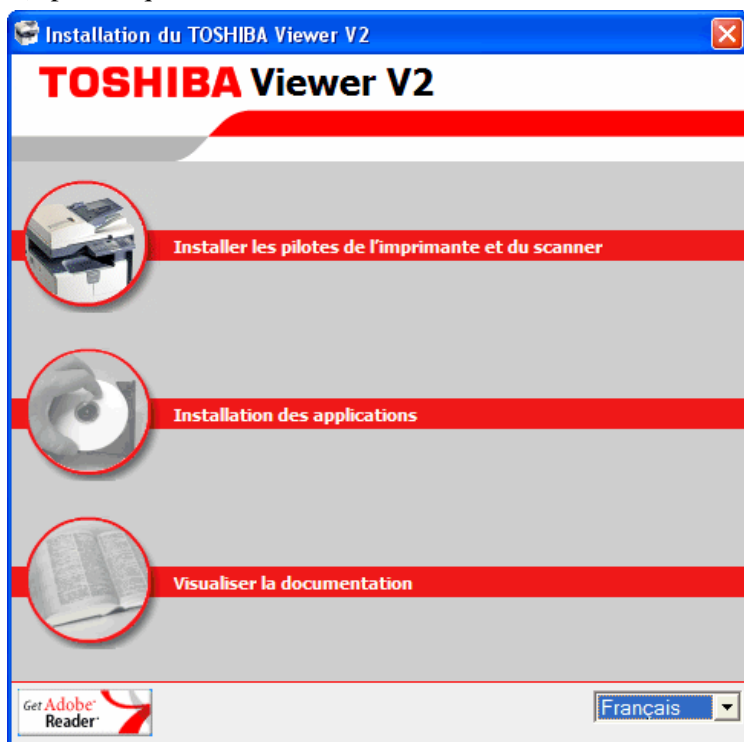 Installation du TOSHIBA Viewer V2
TOSHIBA Viewer V2
Installer les pilotes de l'imprimante et du scanner
Installation des applications
Visualiser la documentation
Get Adobe
Reader
Français